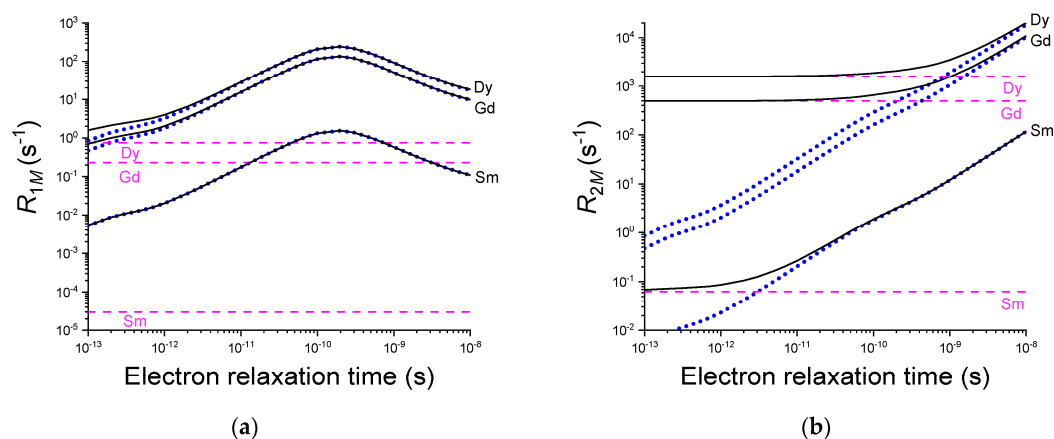 R1M (s-1)
10^3
10^2
10^1
10^0
10^-1
10^-2
10^-3
10^-4
10^-5
Dy
Gd
Dy
Gd
Sm
Sm
10^-13 10^-12 10^-11 10^-10 10^-9 10^-8
Electron relaxation time (s)
(a)
R2M (s-1)
10^4
10^3
10^2
10^1
10^0
10^-1
10^-2
Dy
Gd
Dy
Gd
Sm
Sm
10^-13 10^-12 10^-11 10^-10 10^-9 10^-8
Electron relaxation time (s)
(b)